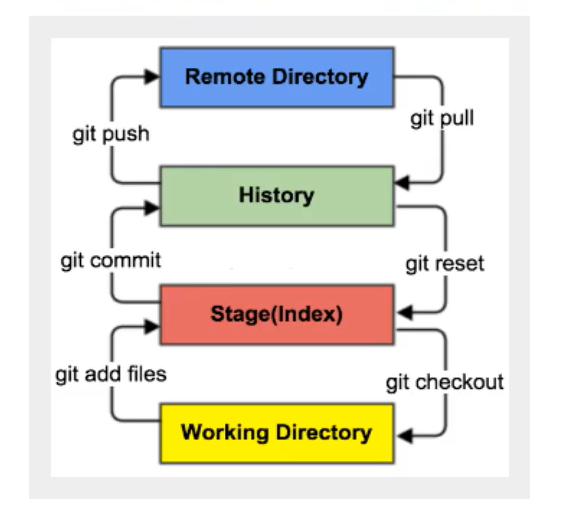 Remote Directory
git push
git pull
History
git commit
git reset
Stage(Index)
git add files
git checkout
Working Directory